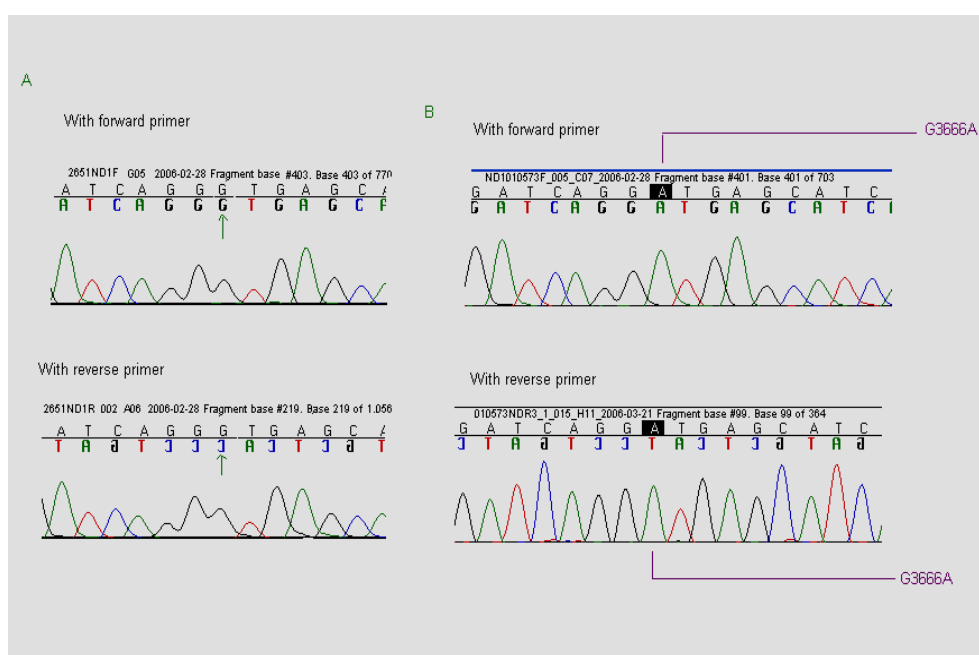 A
With forward primer
2651ND1F G05 2006-02-28 Fragment base #403. Base 403 of 770
A T C A G G G T G A G C A
A T C A G G G T G A G C A
With reverse primer
2651ND1R 002 A06 2006-02-28 Fragment base #219. Base 219 of 1.056
A T C A G G G T G A G C A
T A G T C C C A C T C G T
B
With forward primer
G3666A
ND1010573F_005_C07_2006-02-28 Fragment base #401. Base 401 of 703
G A T C A G G A T G A G C A T C
G A T C A G G A T G A G C A T C
With reverse primer
010573NDR3_1_015_H11_2006-03-21 Fragment base #99. Base 99 of 364
G A T C A G G A T G A G C A T C
C T A G T C C T A C T C G T A G
G3666A